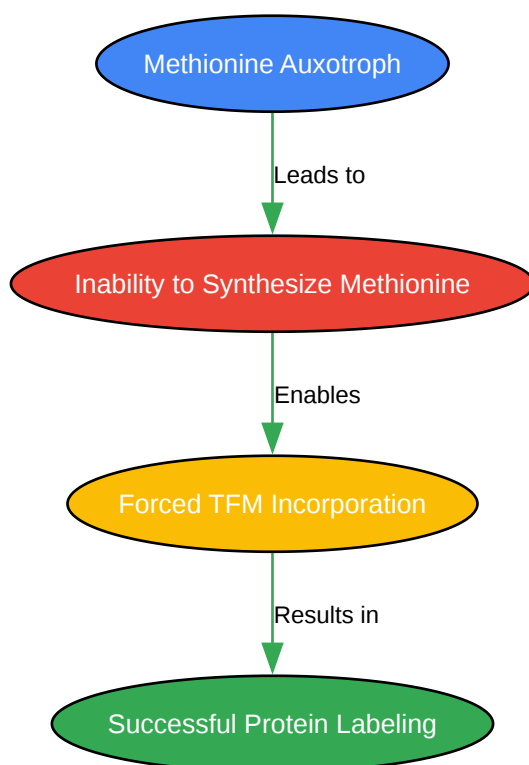 Methionine Auxotroph
Leads to
Inability to Synthesize Methionine
Enables
Forced TFM Incorporation
Results in
Successful Protein Labeling